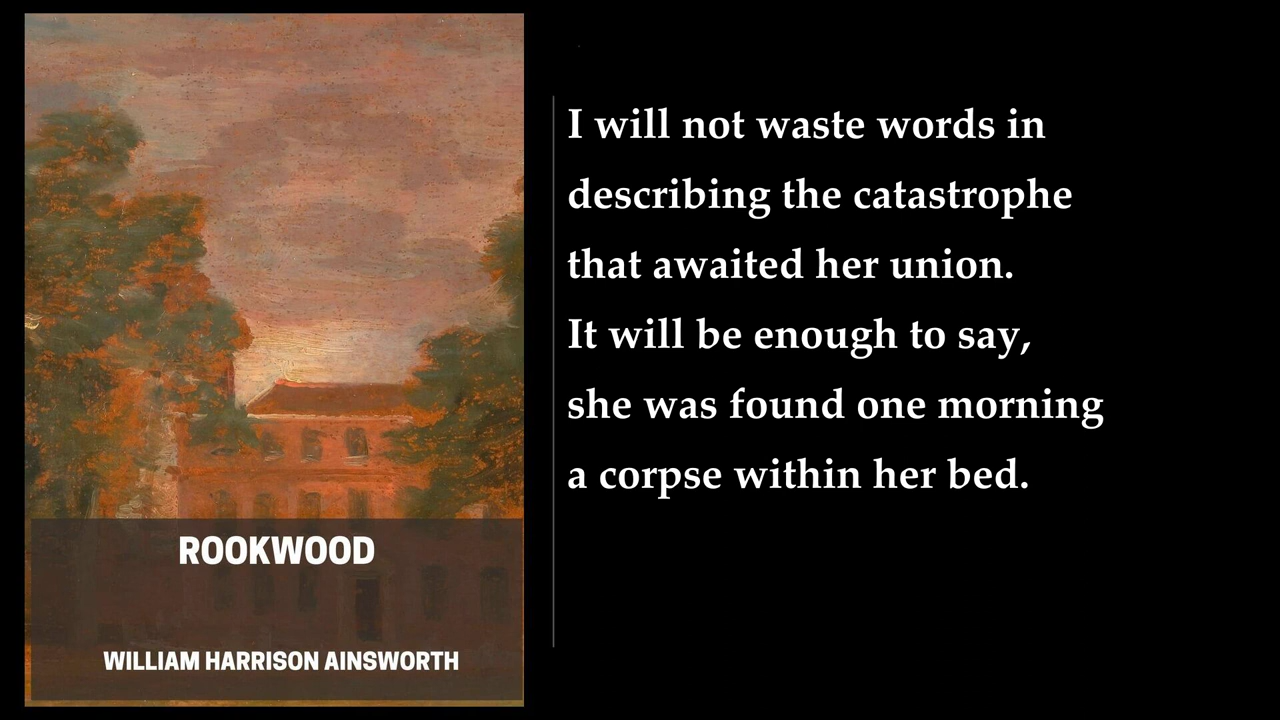 ROOKWOOD
WILLIAM HARRISON AINSWORTH
I will not waste words in
describing the catastrophe
that awaited her union.
It will be enough to say,
she was found one morning
a corpse within her bed.